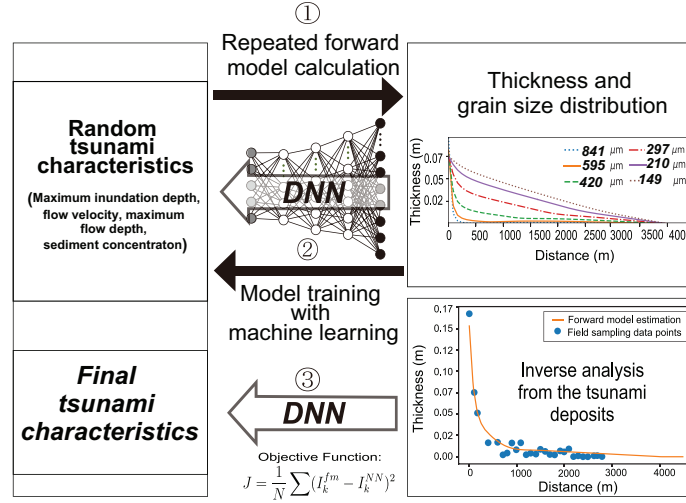 ①
Repeated forward
model calculation
Random
tsunami
characteristics
(Maximum inundation depth,
flow velocity, maximum
flow depth,
sediment concentraton)
DNN
②
Model training
with
machine learning
Thickness and
grain size distribution
Thickness (m)
0.07
0.05
0.02
841 μm
595 μm
420 μm
297 μm
210 μm
149 μm
0 500 1000 1500 2000 2500 3000 3500 400
Distance (m)
Final
tsunami
characteristics
③
DNN
Objective Function:
J = 1/N ∑(I_k^{fm} − I_k^{NN})²
Thickness (m)
0,17
0,15
0,10
0,07
0,05
0.02
0.00
Forward model estimation
Field sampling data points
Inverse analysis
from the tsunami
deposits
0 1000 2000 3000 4000
Distance (m)